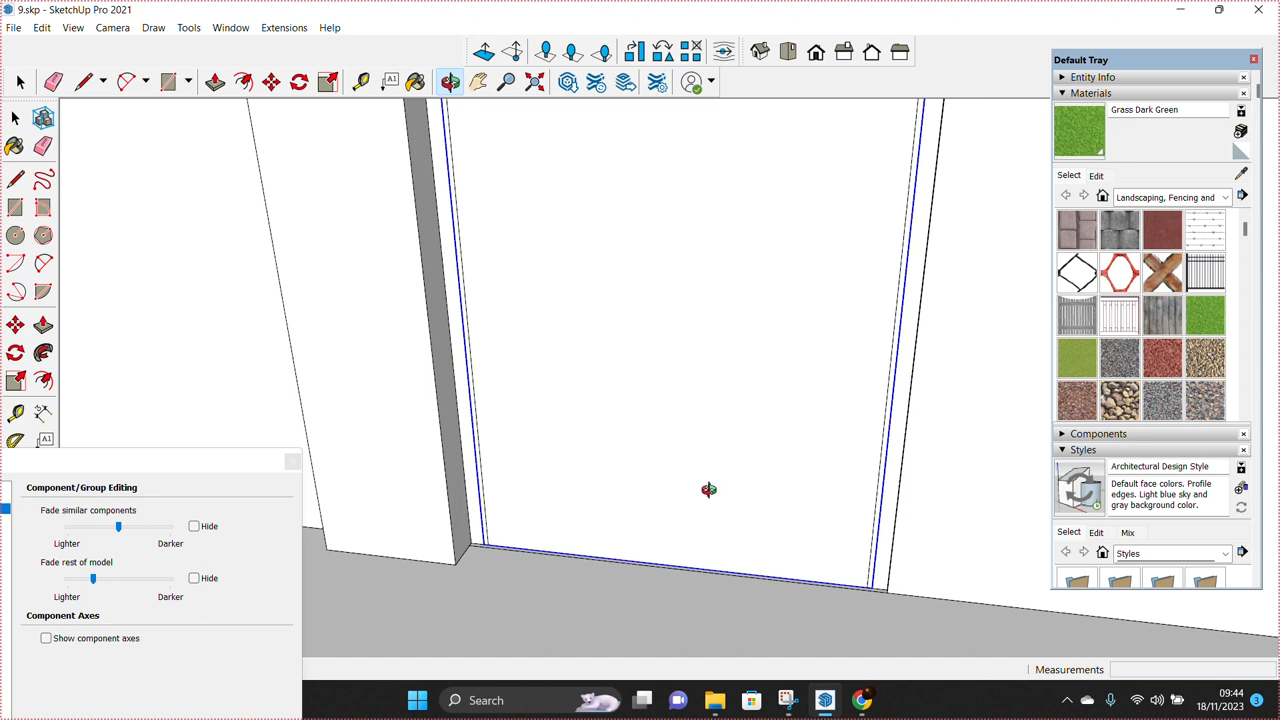 9.skp - SketchUp Pro 2021
File Edit View Camera Draw Tools Window Extensions Help
Default Tray
Entity Info
Materials
Grass Dark Green
Select Edit
Landscaping, Fencing and
Components
Styles
Architectural Design Style
Default face colors. Profile
edges. Light blue sky and
gray background color.
Select Edit Mix
Styles
A1
A1
Component/Group Editing
Fade similar components
Hide
Lighter Darker
Fade rest of model
Hide
Lighter Darker
Component Axes
Show component axes
Measurements
Search
09:44
18/11/2023
3